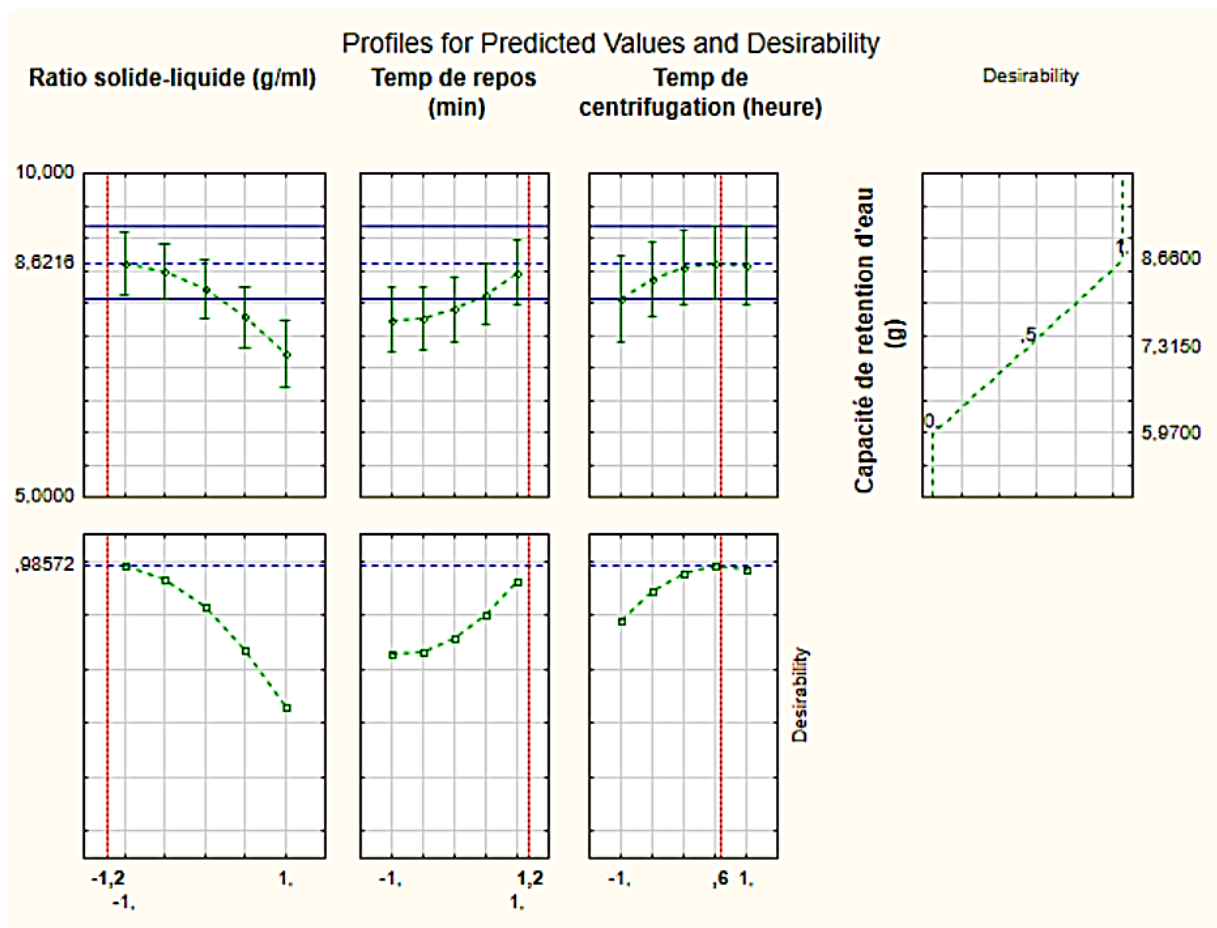 Profiles for Predicted Values and Desirability
Ratio solide-liquide (g/ml)
Temp de repos
(min)
Temp de
centrifugation (heure)
Desirability
10,000
8,6216
5,0000
Capacité de retention d'eau
(g)
1,
,5
0,
8,6800
7,3150
5,9700
,98572
Desirability
-1,2
-1,
1,
-1,
1,2
1,
-1,
,6
1,